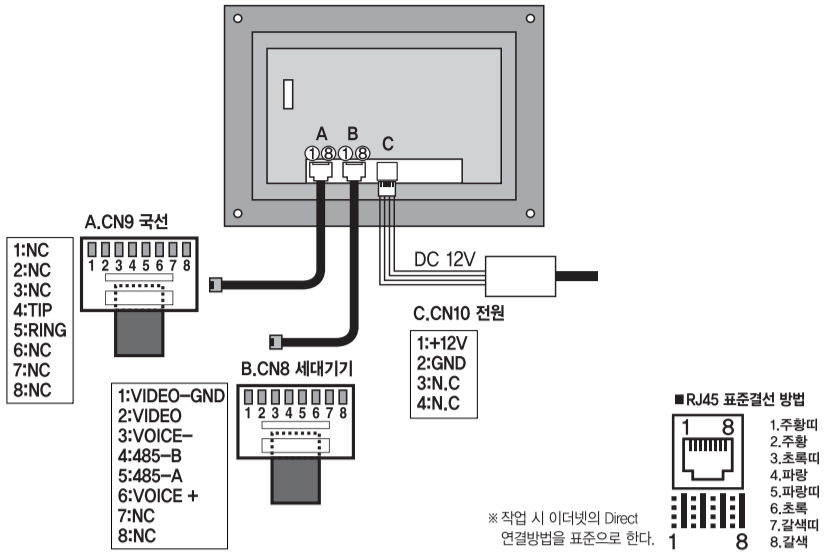 A B C
① ⑧ ① ⑧
A.CN9 국선
1:NC
2:NC
3:NC
4:TIP
5:RING
6:NC
7:NC
8:NC
1 2 3 4 5 6 7 8
DC 12V
C.CN10 전원
1:+12V
2:GND
3:N.C
4:N.C
B.CN8 세대기기
1:VIDEO-GND
2:VIDEO
3:VOICE-
4:485-B
5:485-A
6:VOICE +
7:NC
8:NC
1 2 3 4 5 6 7 8
■RJ45 표준결선 방법
1 8
1.주황띠
2.주황
3.초록띠
4.파랑
5.파랑띠
6.초록
7.갈색띠
8.갈색
1 8
※ 작업 시 이더넷의 Direct
연결방법을 표준으로 한다.